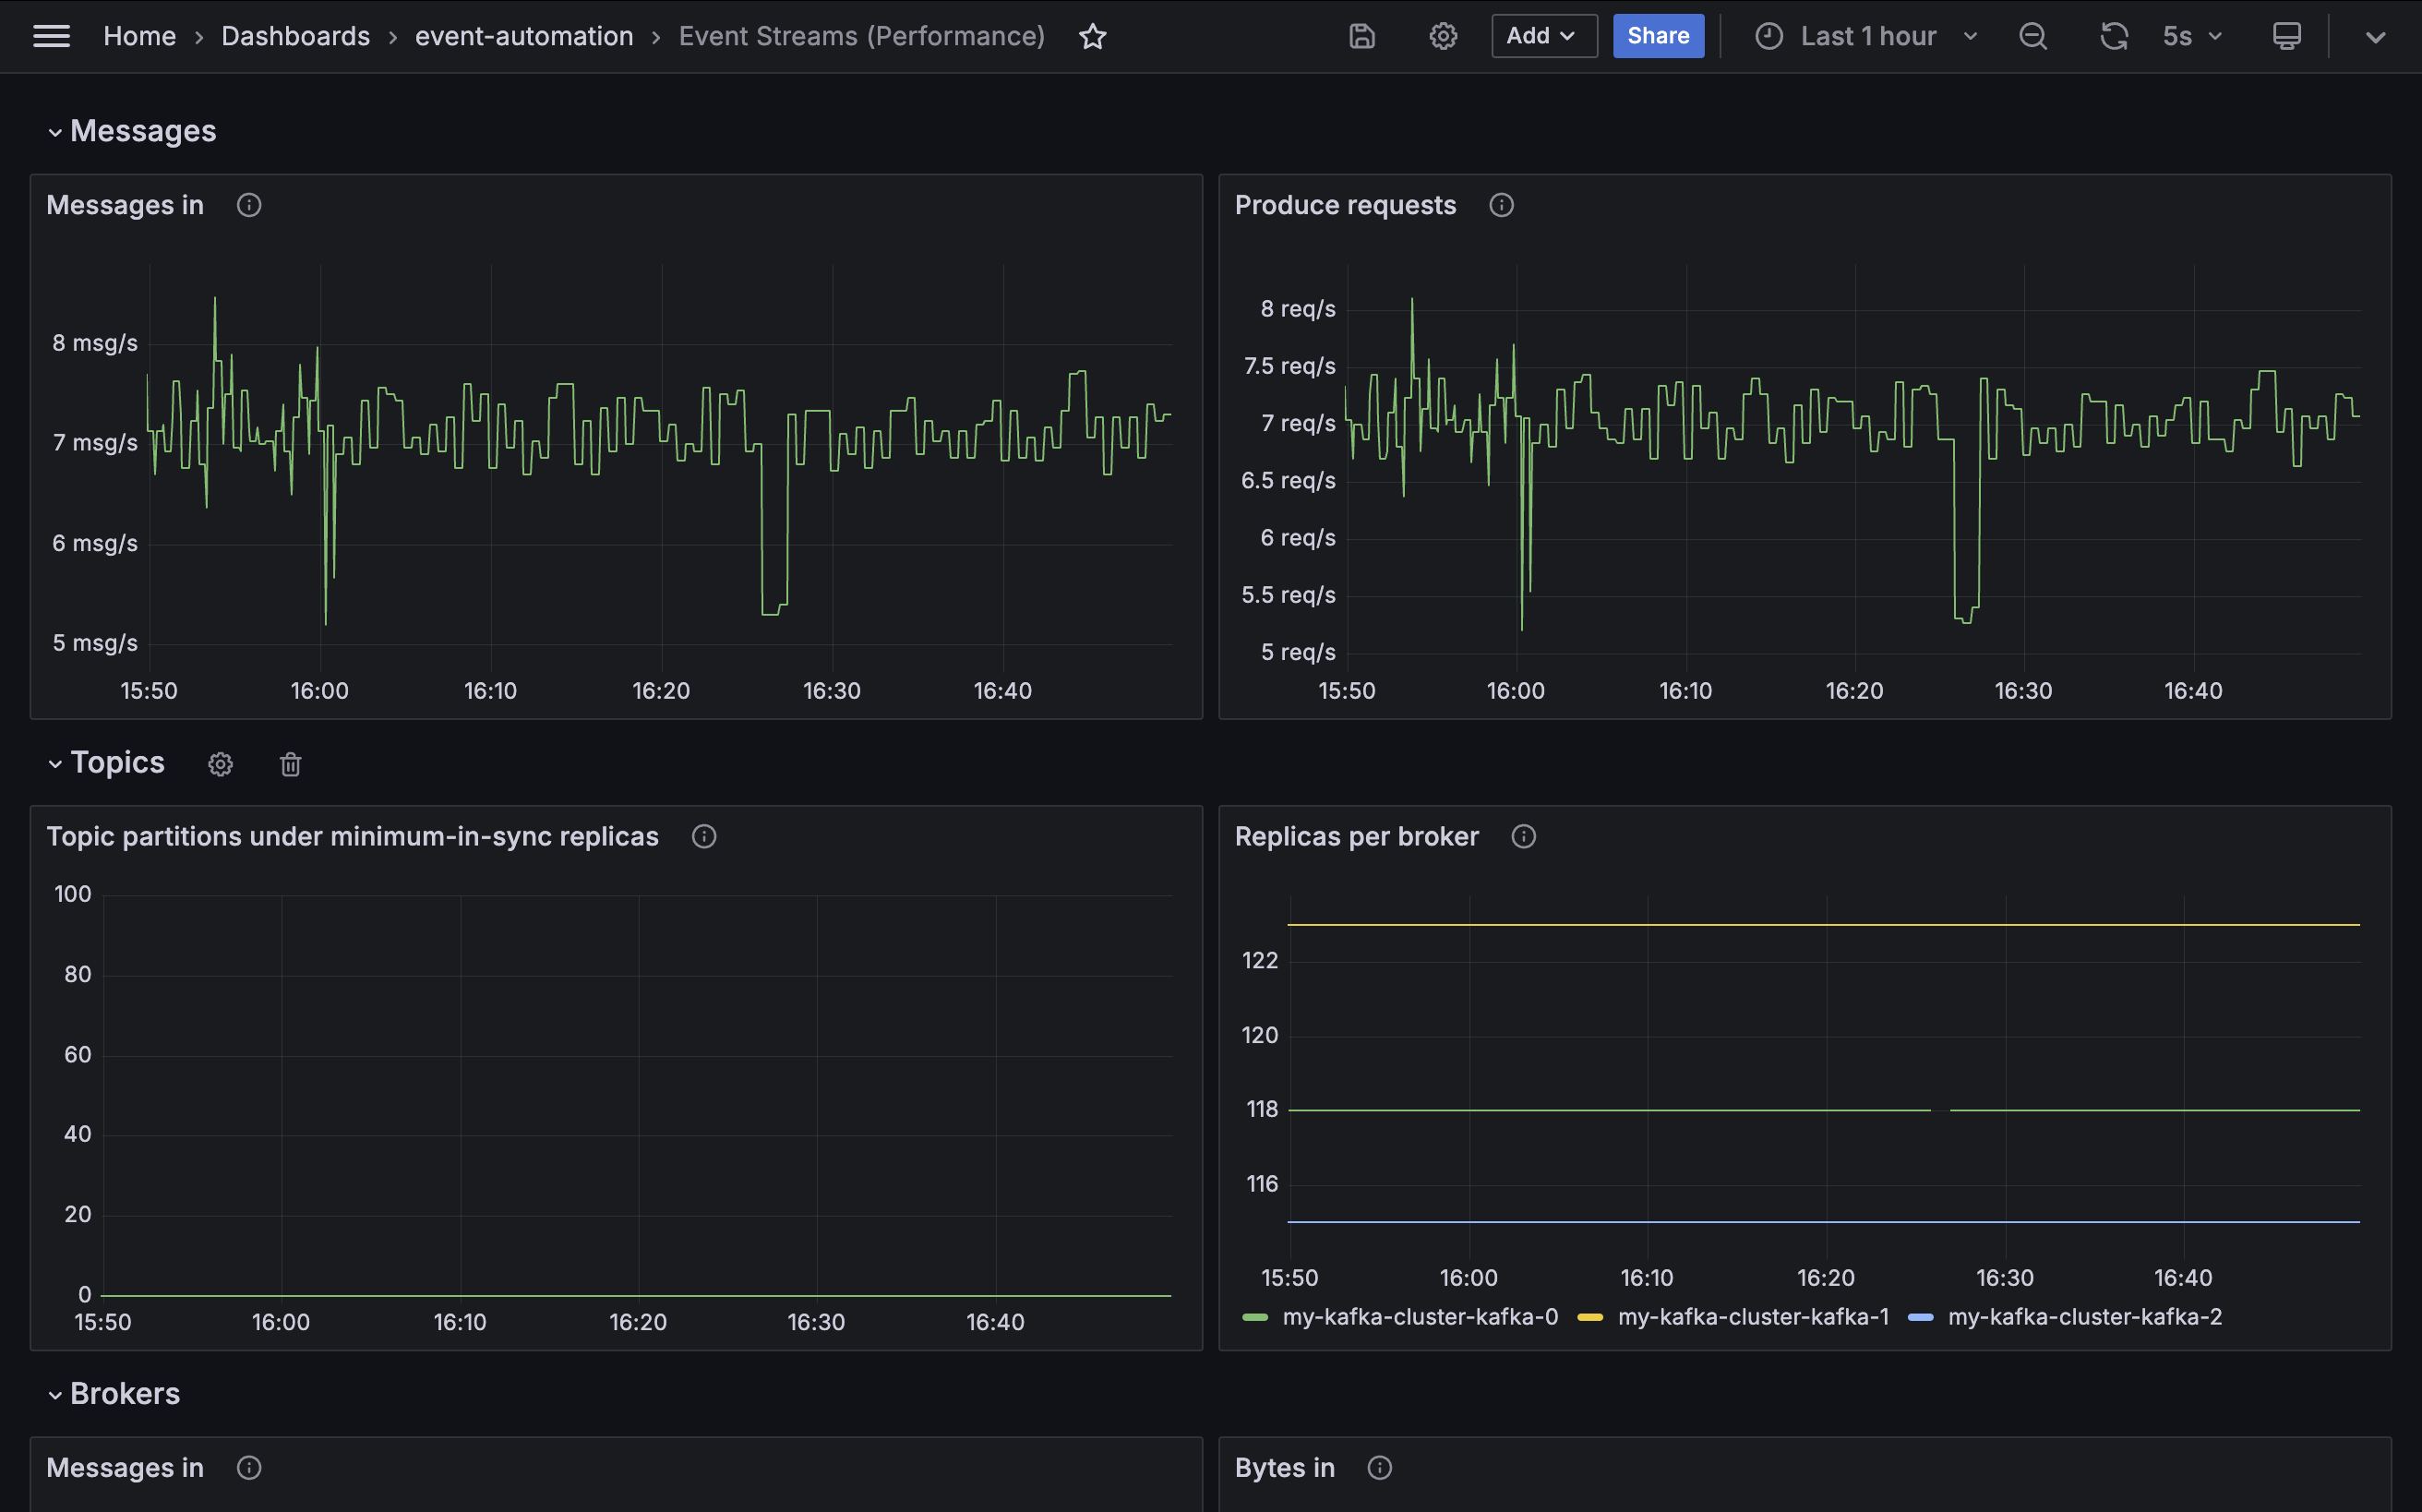 Home › Dashboards › event-automation › Event Streams (Performance)
Add
Share
Last 1 hour
5s
Messages
Messages in
8 msg/s
7 msg/s
6 msg/s
5 msg/s
15:50 16:00 16:10 16:20 16:30 16:40
Produce requests
8 req/s
7.5 req/s
7 req/s
6.5 req/s
6 req/s
5.5 req/s
5 req/s
15:50 16:00 16:10 16:20 16:30 16:40
Topics
Topic partitions under minimum-in-sync replicas
100
80
60
40
20
0
15:50 16:00 16:10 16:20 16:30 16:40
Replicas per broker
122
120
118
116
15:50 16:00 16:10 16:20 16:30 16:40
my-kafka-cluster-kafka-0 my-kafka-cluster-kafka-1 my-kafka-cluster-kafka-2
Brokers
Messages in
Bytes in